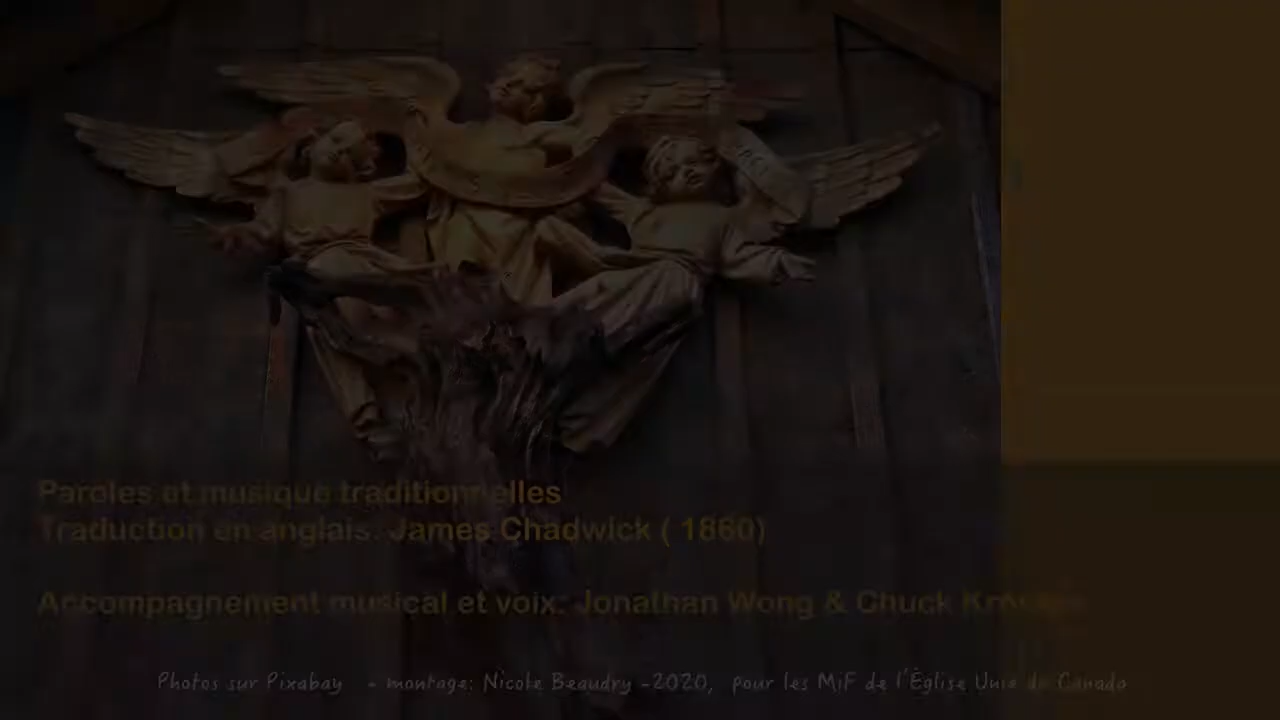 Paroles et musique traditionnelles
Traduction en anglais: James Chadwick ( 1860)
Accompagnement musical et voix: Jonathan Wong & Chuck
Photos sur Pixabay - montage: Nicole Beaudry -2020, pour les MiF de l'Église Unie du Canada